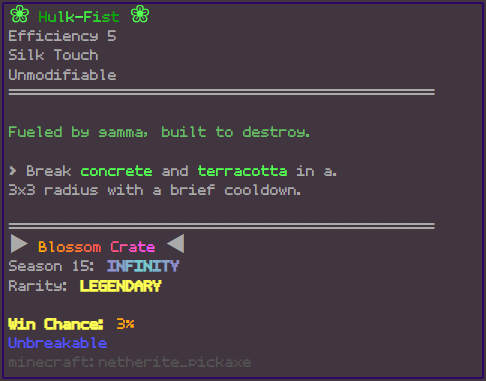 ❀ Hulk-Fist ❀
Efficiency 5
Silk Touch
Unmodifiable
Fueled by gamma, built to destroy.
> Break concrete and terracotta in a.
3x3 radius with a brief cooldown.
▶ Blossom Crate ◀
Season 15: INFINITY
Rarity: LEGENDARY
Win Chance: 3%
Unbreakable
minecraft:netherite_pickaxe